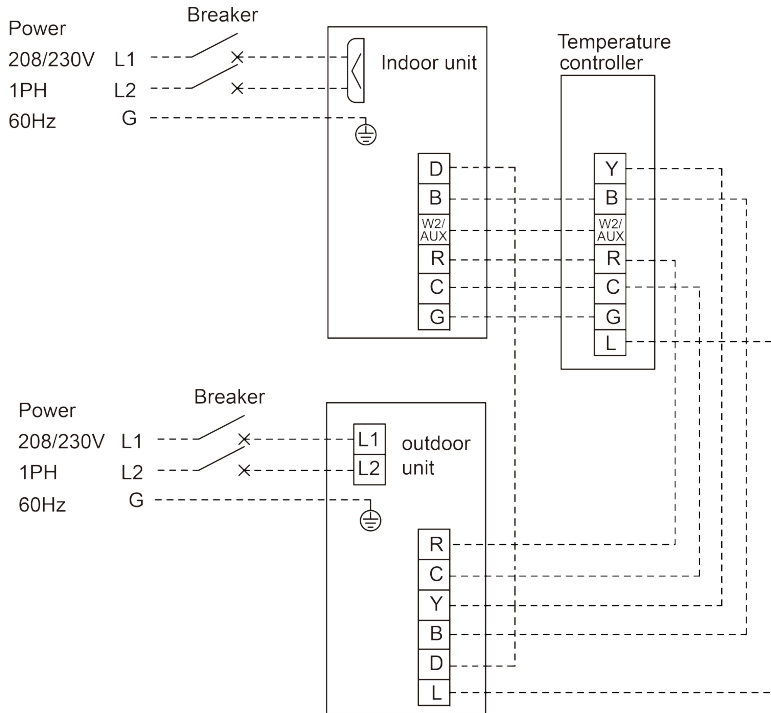 Power
Breaker
208/230V L1
1PH L2
60Hz G
Indoor unit
Temperature
controller
D
B
W2/
AUX
R
C
G
Y
B
W2/
AUX
R
C
G
L
Power
Breaker
208/230V L1
1PH L2
60Hz G
L1
L2
outdoor
unit
R
C
Y
B
D
L